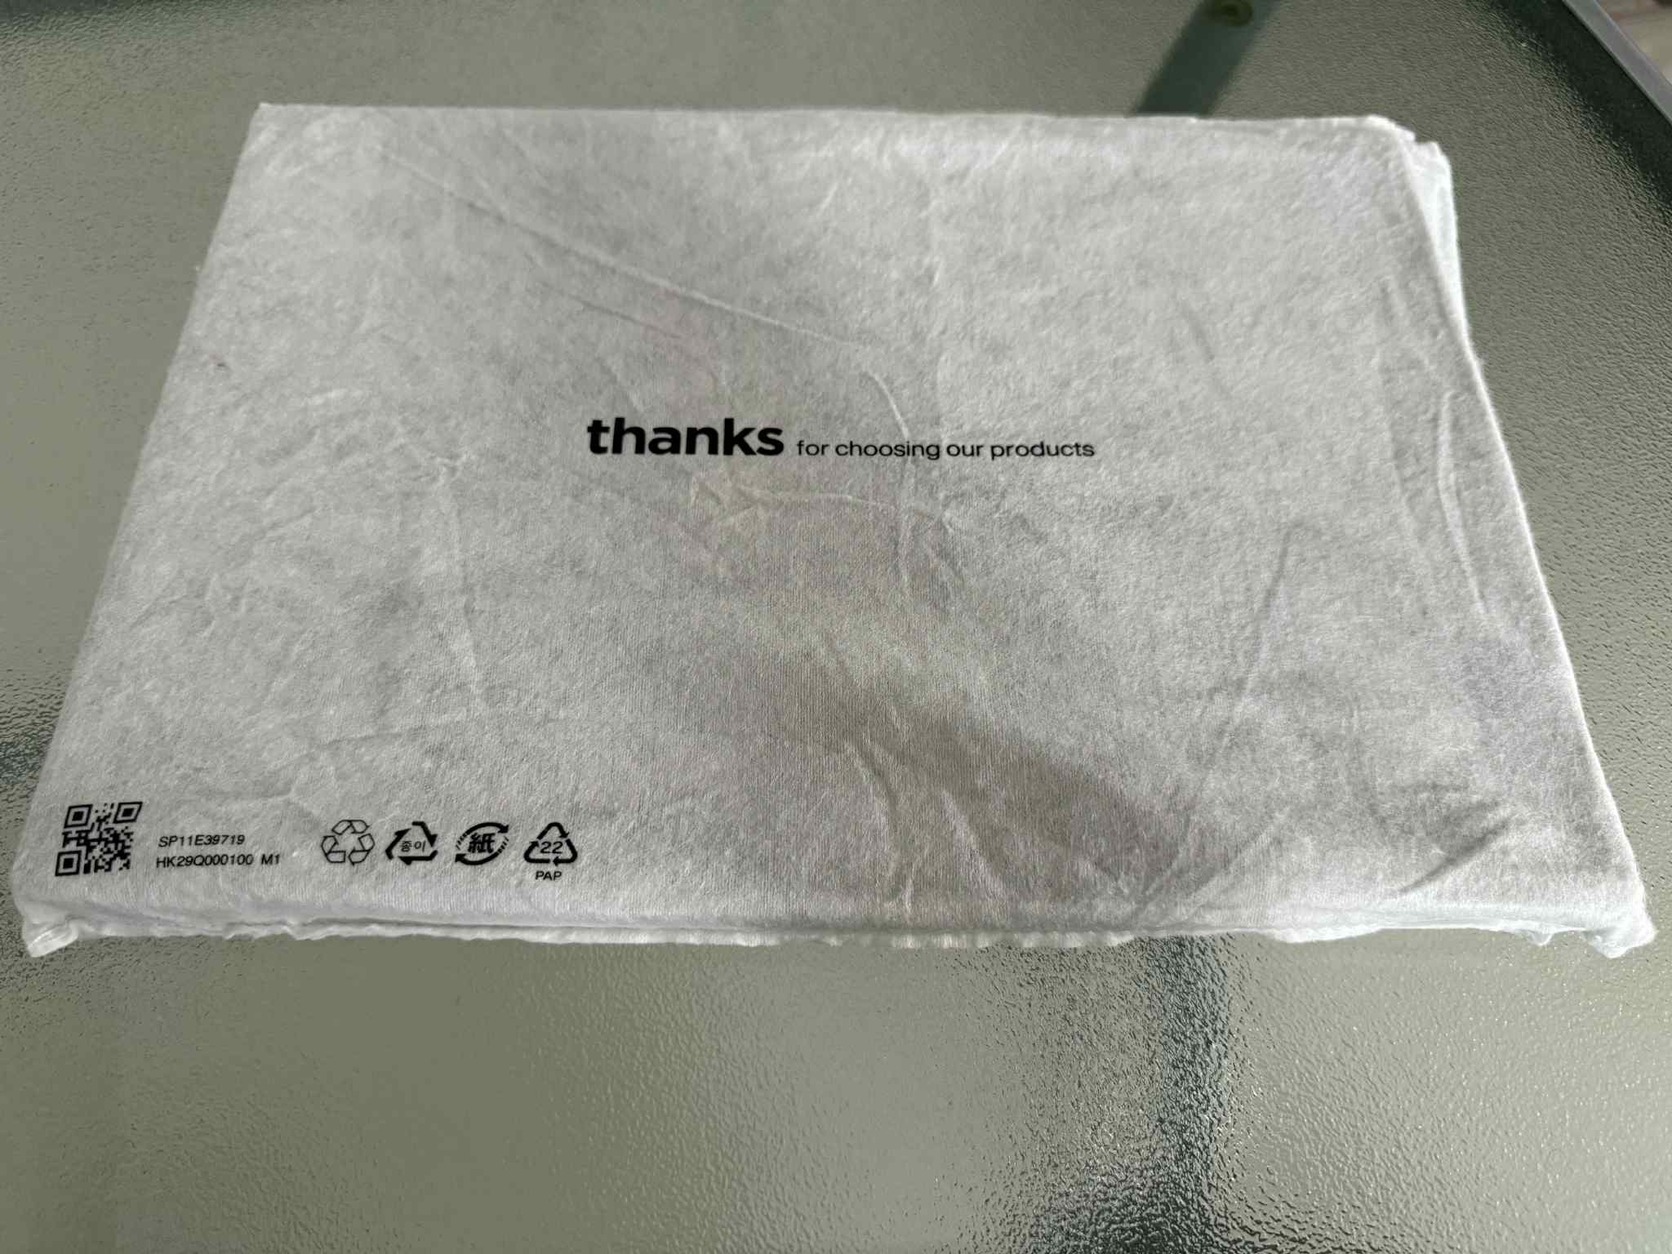 thanks for choosing our products
SP11E39719
HK29Q000100 M1
종이
紙
22
PAP